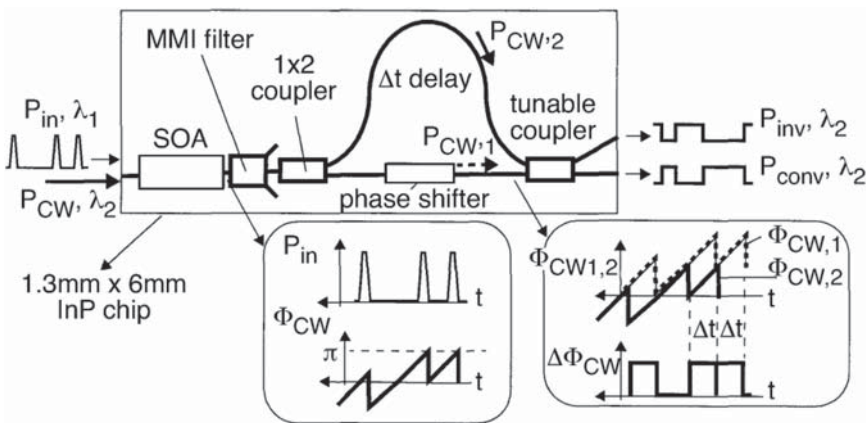 MMI filter
1x2
coupler
P_CW,2
Δt delay
tunable
coupler
P_in, λ_1
SOA
P_CW,1
P_inv, λ_2
P_CW, λ_2
phase shifter
P_conv, λ_2
1.3mm x 6mm
InP chip
P_in
t
Φ_CW
π
t
Φ_CW1,2
Φ_CW,1
Φ_CW,2
t
Δt Δt
ΔΦ_CW
t